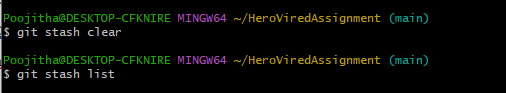 Poojitha@DESKTOP-CFKNIRE MINGW64 ~/HeroViredAssignment (main)
$ git stash clear
Poojitha@DESKTOP-CFKNIRE MINGW64 ~/HeroViredAssignment (main)
$ git stash list